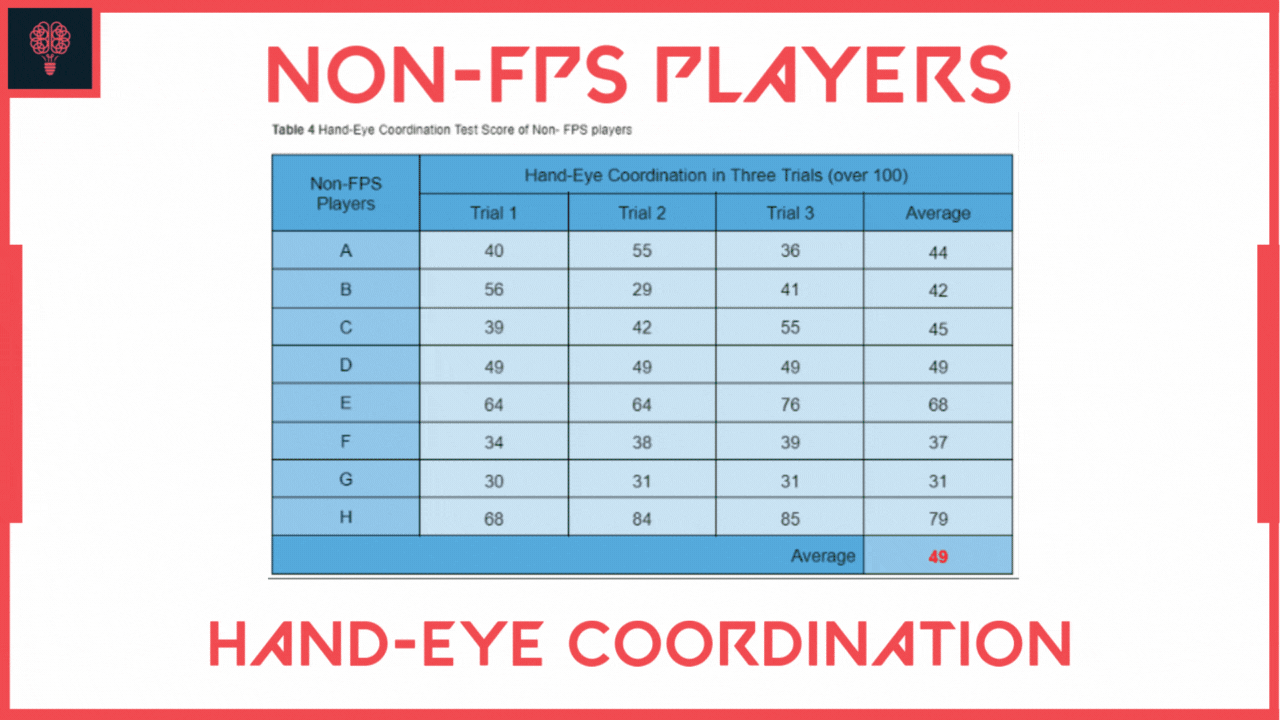 NON-FPS PLAYERS
Table 4 Hand-Eye Coordination Test Score of Non- FPS players
Non-FPS Players Hand-Eye Coordination in Three Trials (over 100)
Trial 1 Trial 2 Trial 3 Average
A 40 55 36 44
B 56 29 41 42
C 39 42 55 45
D 49 49 49 49
E 64 64 76 68
F 34 38 39 37
G 30 31 31 31
H 68 84 85 79
Average 49
HAND-EYE COORDINATION